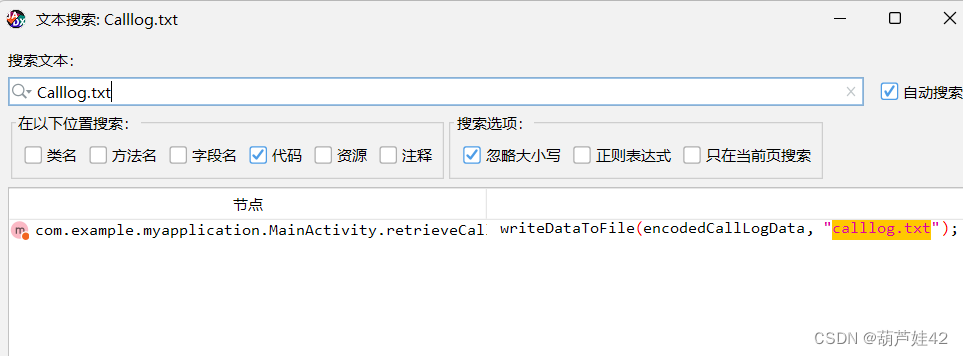 文本搜索: Calllog.txt
搜索文本:
Calllog.txt
自动搜索
在以下位置搜索: 搜索选项:
类名 方法名 字段名 代码 资源 注释 忽略大小写 正则表达式 只在当前页搜索
节点
m com.example.myapplication.MainActivity.retrieveCall writeDataToFile(encodedCallLogData, "calllog.txt");
CSDN @葫芦娃42